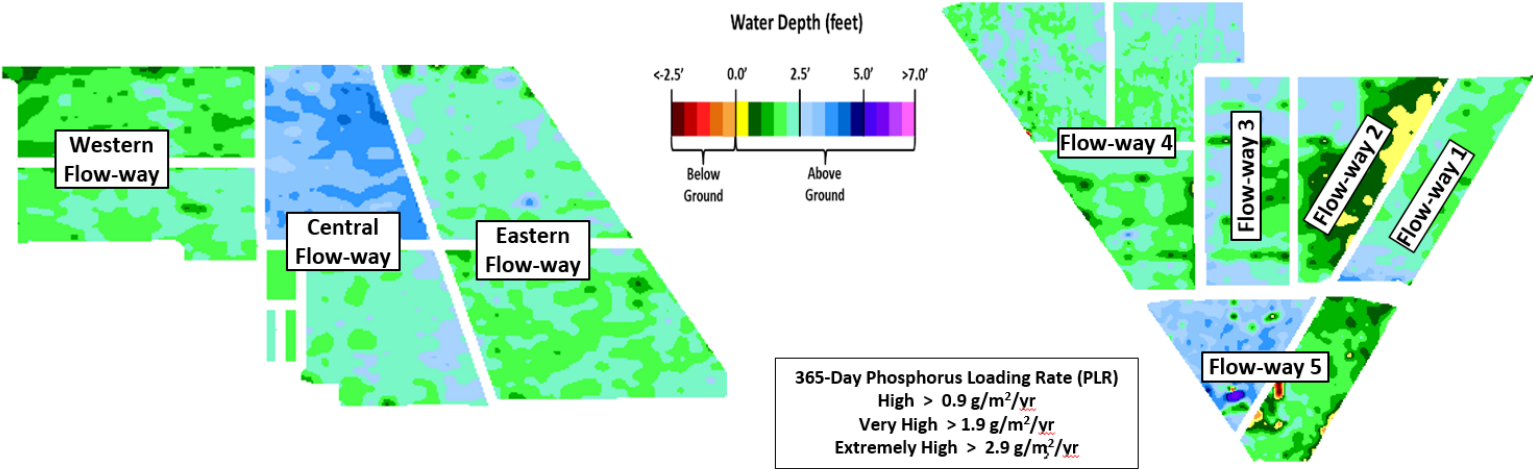 Water Depth (feet)
<-2.5' 0.0' 2.5' 5.0' >7.0'
Below
Ground
Above
Ground
Western
Flow-way
Central
Flow-way
Eastern
Flow-way
Flow-way 4
Flow-way 3
Flow-way 2
Flow-way 1
Flow-way 5
365-Day Phosphorus Loading Rate (PLR)
High > 0.9 g/m²/yr
Very High > 1.9 g/m²/yr
Extremely High > 2.9 g/m²/yr